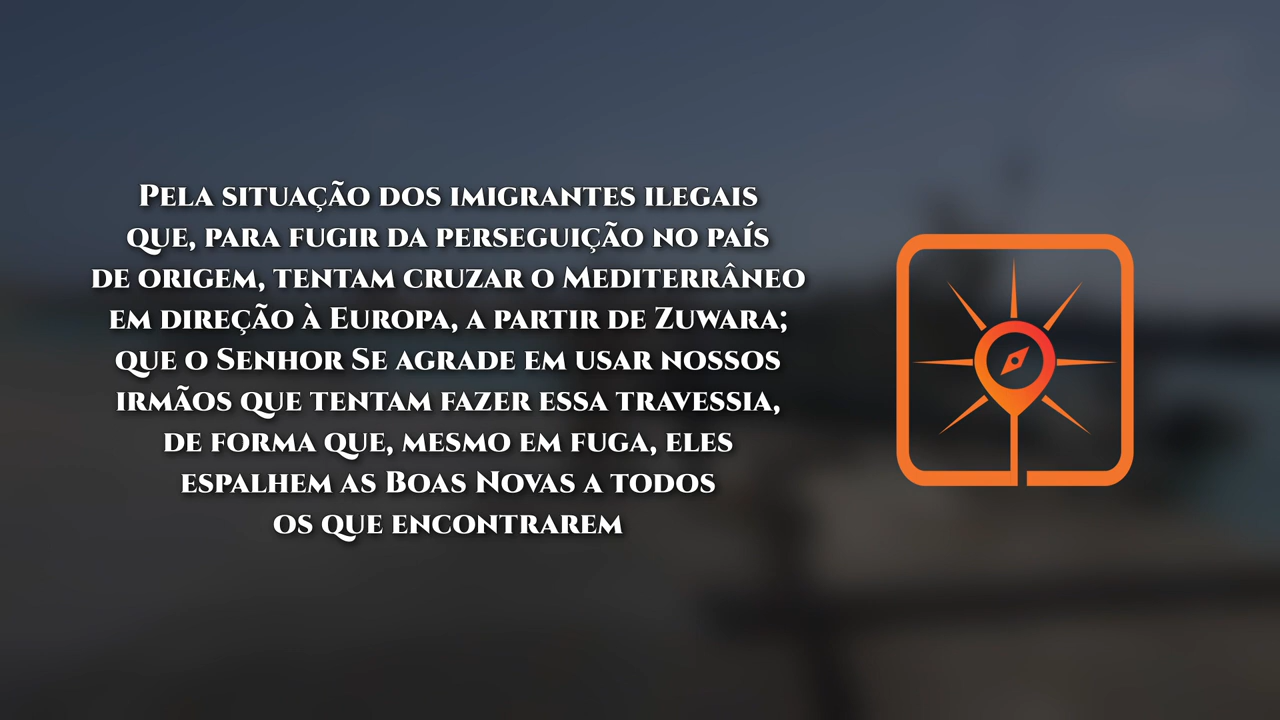 Pela situação dos imigrantes ilegais
que, para fugir da perseguição no país
de origem, tentam cruzar o Mediterrâneo
em direção à Europa, a partir de Zuwara;
que o Senhor Se agrade em usar nossos
irmãos que tentam fazer essa travessia,
de forma que, mesmo em fuga, eles
espalhem as Boas Novas a todos
os que encontrarem